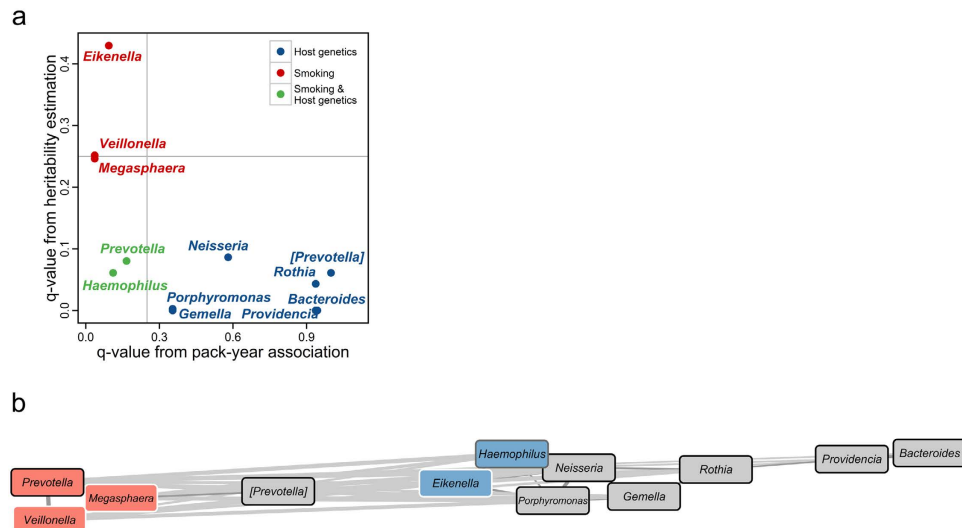 a
q-value from heritability estimation
0.0
0.1
0.2
0.3
0.4
Eikenella
Host genetics
Smoking
Smoking &
Host genetics
Veillonella
Megasphaera
Prevotella
Haemophilus
Neisseria
[Prevotella]
Rothia
Porphyromonas
Bacteroides
Gemella
Providencia
0.0
0.3
0.6
0.9
q-value from pack-year association
b
Prevotella
Megasphaera
Veillonella
[Prevotella]
Haemophilus
Eikenella
Neisseria
Porphyromonas
Gemella
Rothia
Providencia
Bacteroides